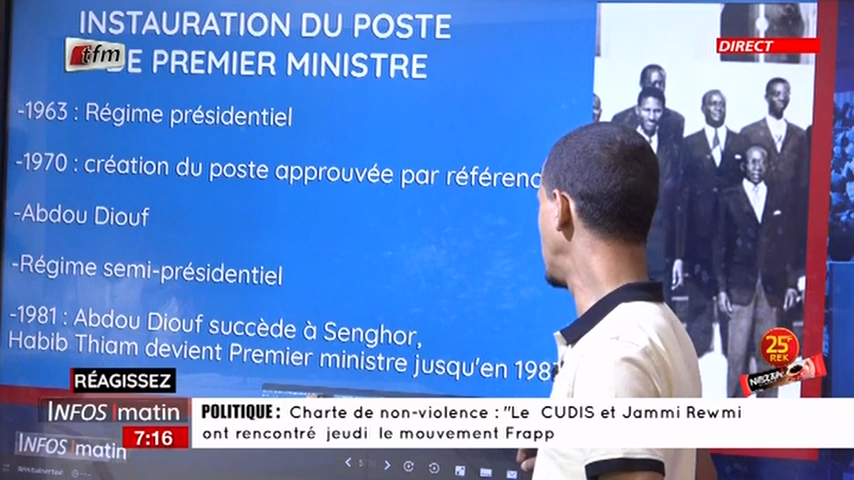 INSTAURATION DU POSTE
DE PREMIER MINISTRE
tfm
DIRECT
-1963 : Régime présidentiel
-1970 : création du poste approuvée par référenc
-Abdou Diouf
-Régime semi-présidentiel
-1981 : Abdou Diouf succède à Senghor,
Habib Thiam devient Premier ministre jusqu'en 198
25F
REK
RÉAGISSEZ
INFOS matin
7:16
INFOS matin
POLITIQUE : Charte de non-violence : "Le CUDIS et Jammi Rewmi
ont rencontré jeudi le mouvement Frapp